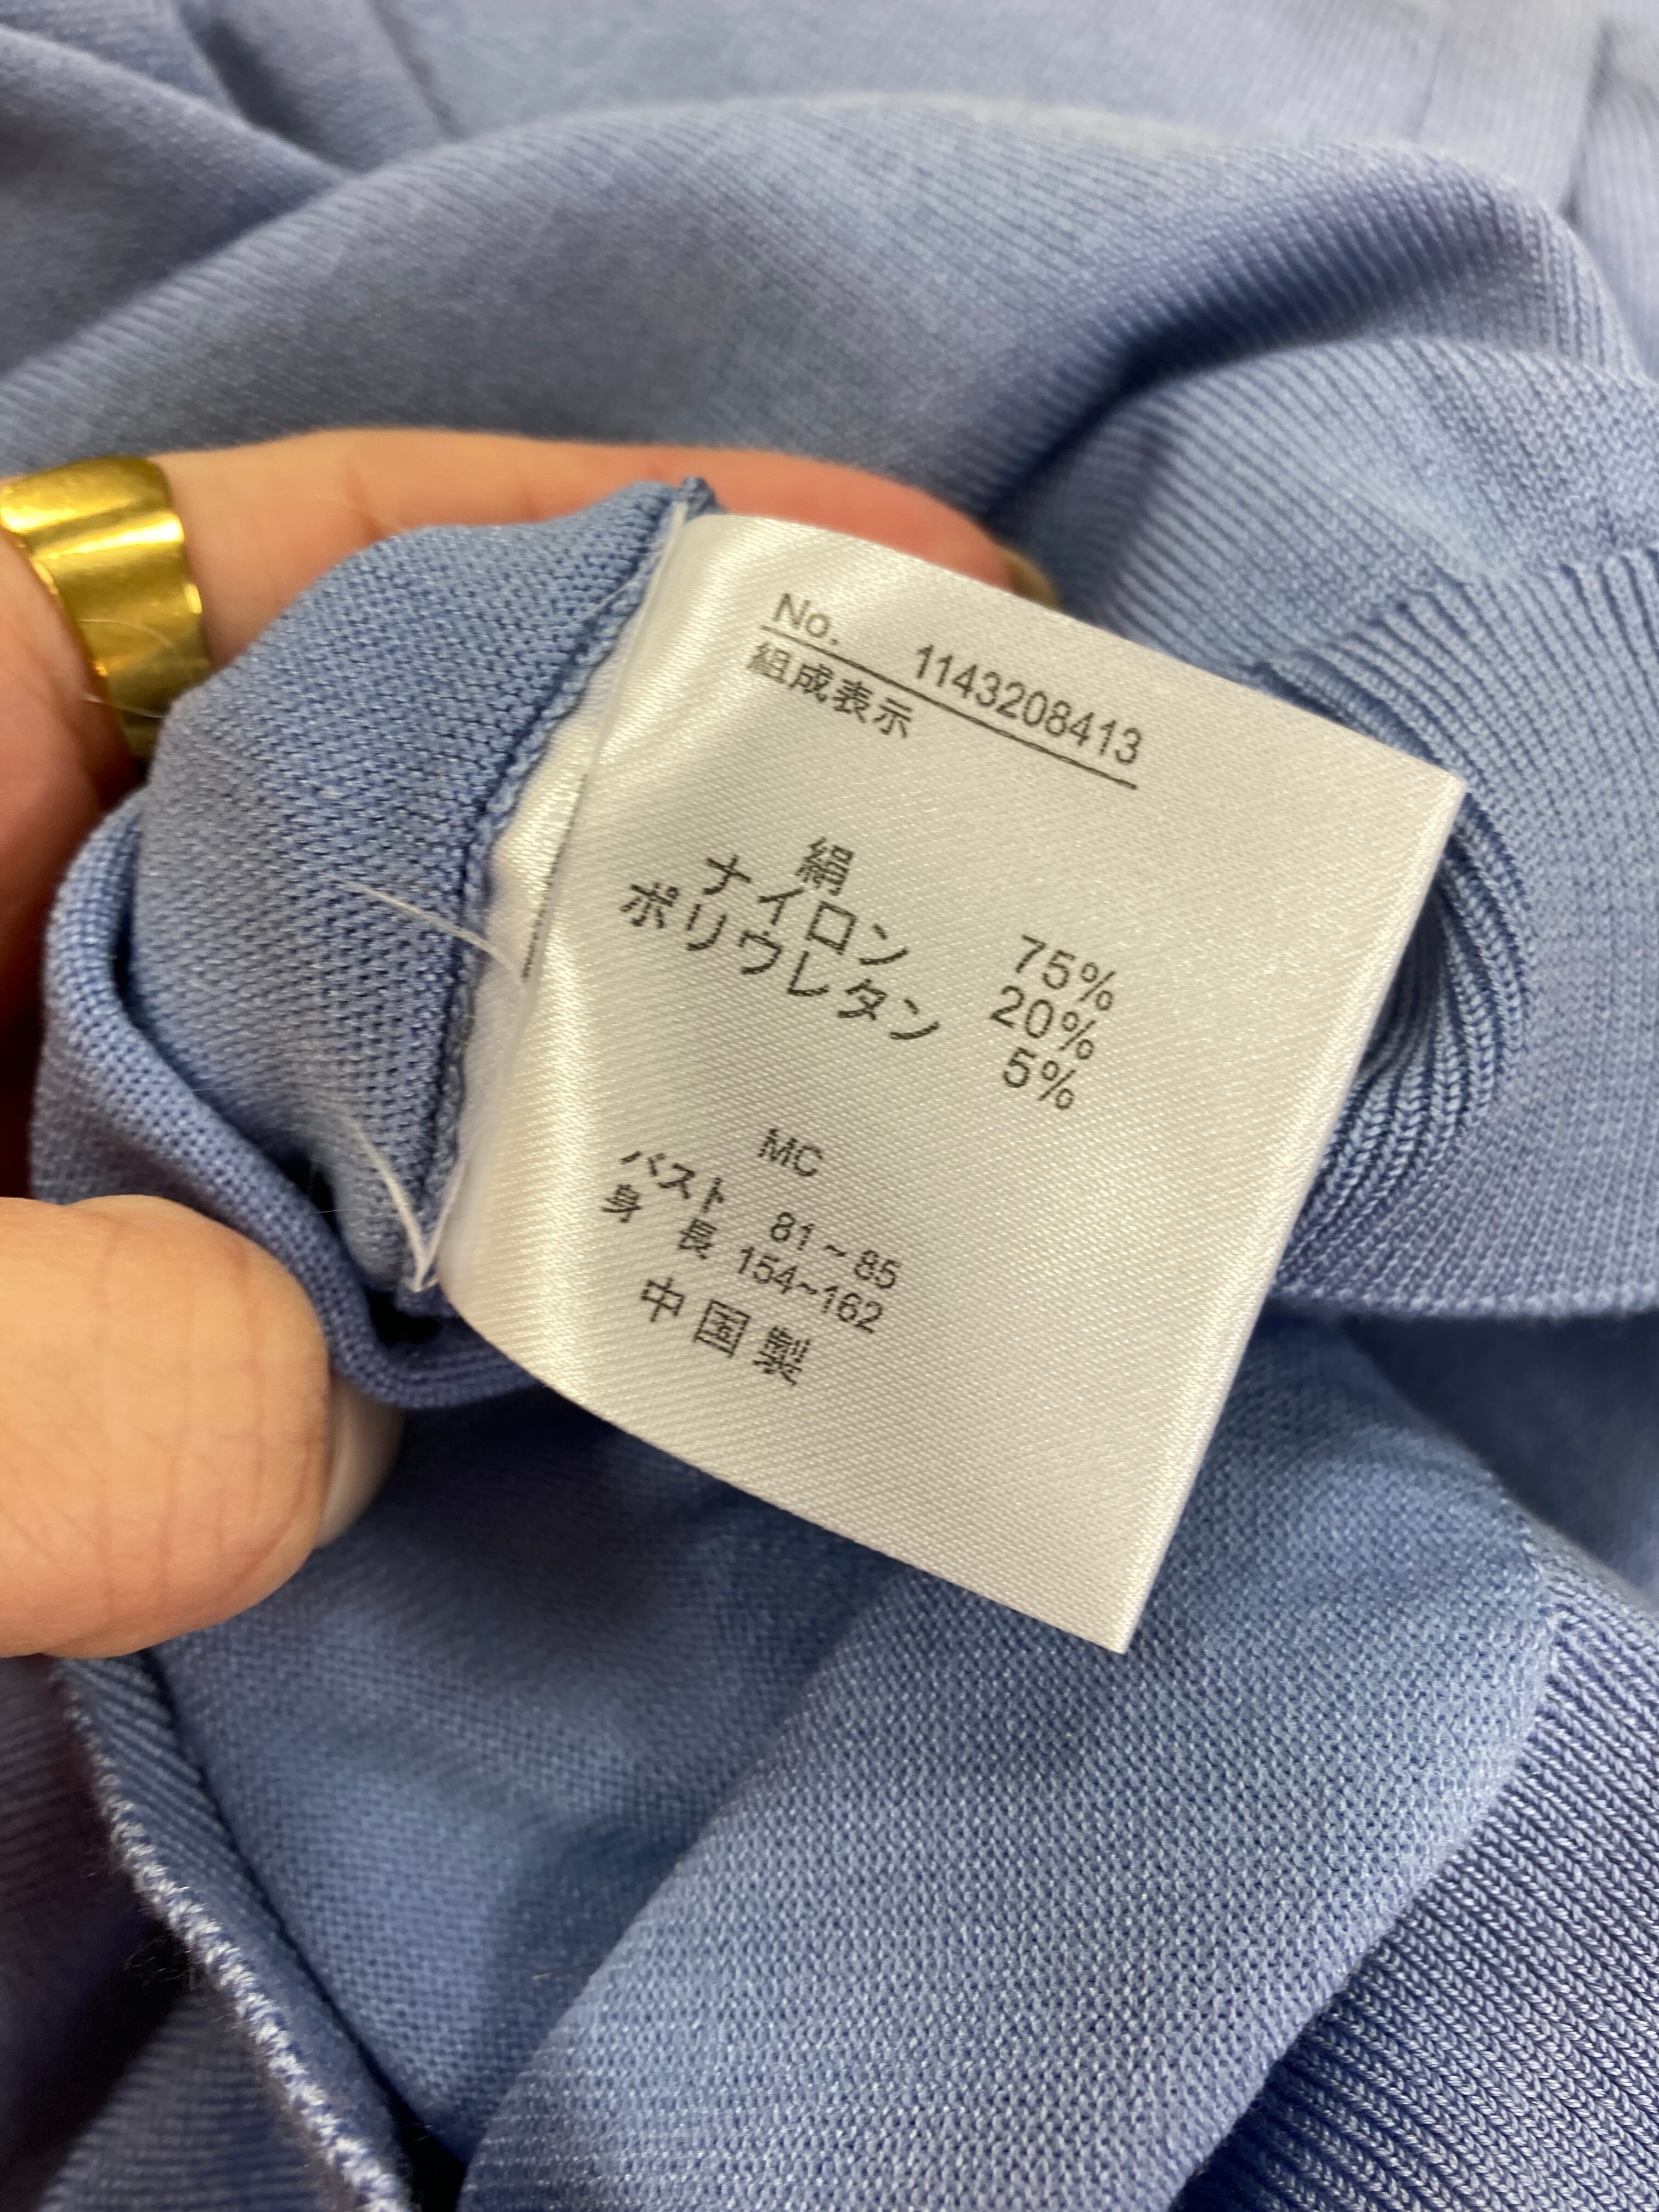 No. 1143208413
組成表示
絹 75%
ナイロン 20%
ポリウレタン 5%
MC
バスト 81~85
身 長 154~162
中国製